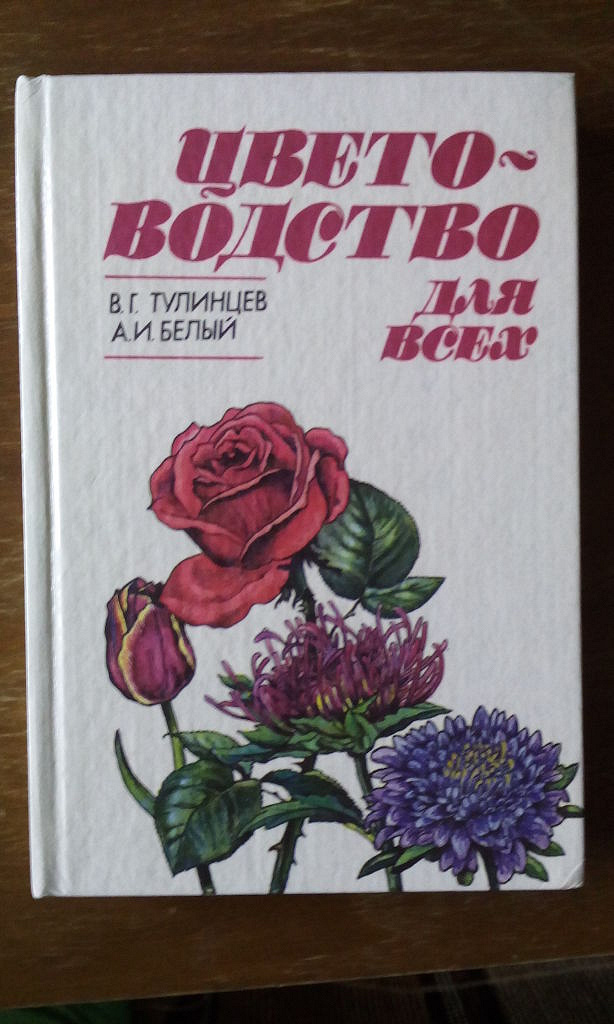 ЦВЕТО-
ВОДСТВО
ДЛЯ
ВСЕХ
В.Г. ТУЛИНЦЕВ
А.И. БЕЛЫЙ